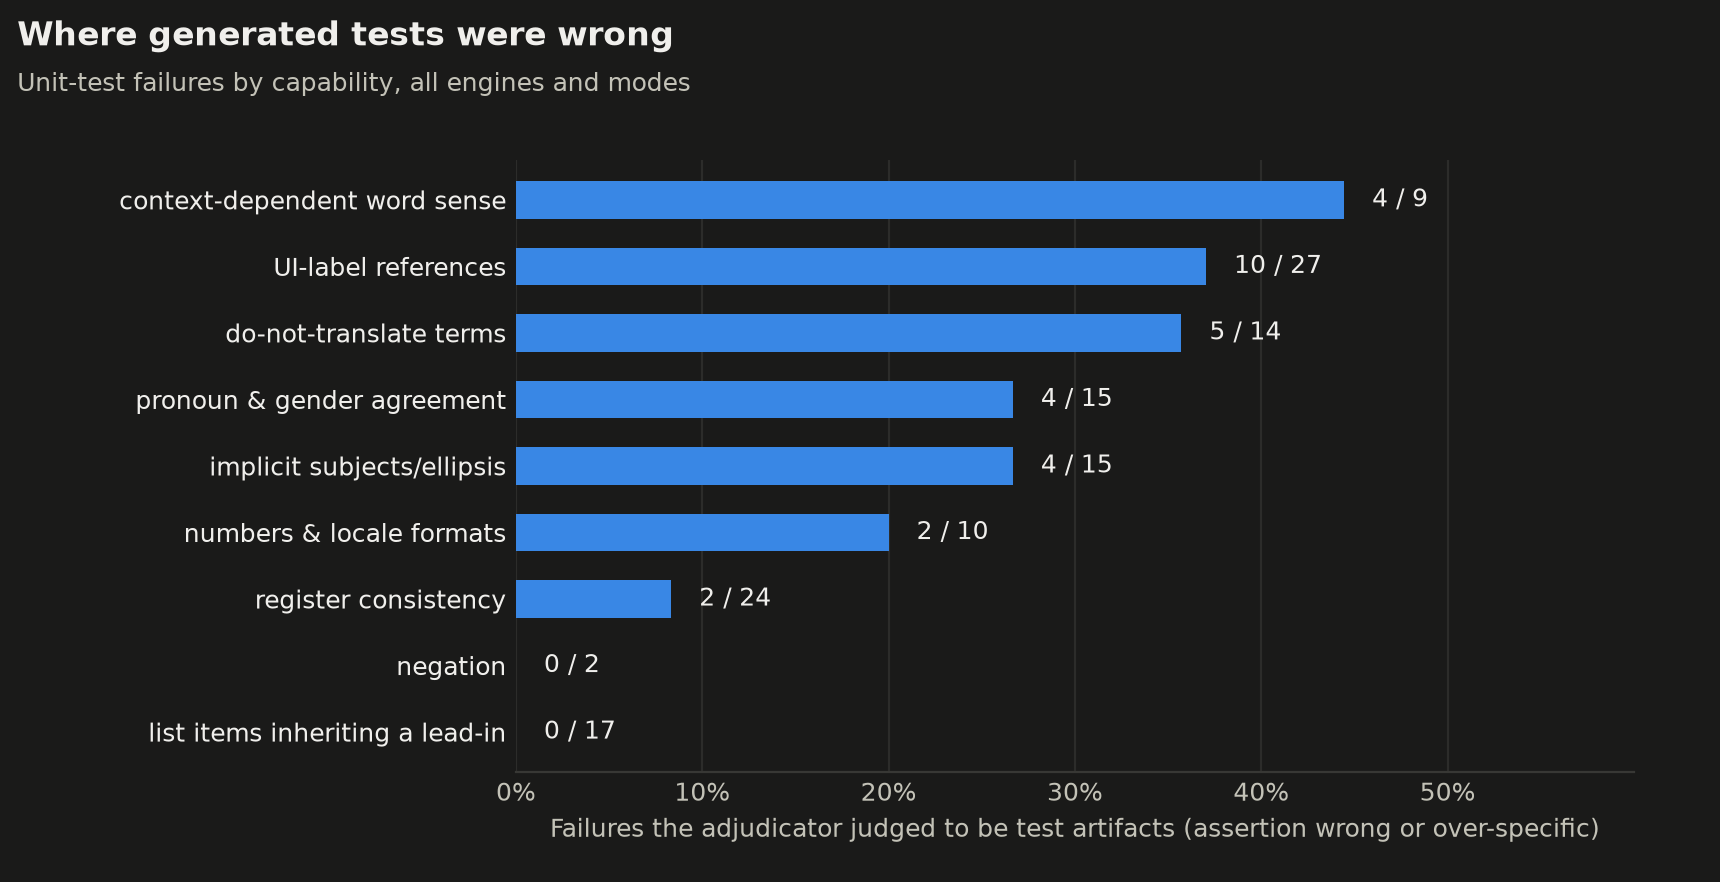 Where generated tests were wrong
Unit-test failures by capability, all engines and modes
context-dependent word sense 4 / 9
UI-label references 10 / 27
do-not-translate terms 5 / 14
pronoun & gender agreement 4 / 15
implicit subjects/ellipsis 4 / 15
numbers & locale formats 2 / 10
register consistency 2 / 24
negation 0 / 2
list items inheriting a lead-in 0 / 17
0% 10% 20% 30% 40% 50%
Failures the adjudicator judged to be test artifacts (assertion wrong or over-specific)